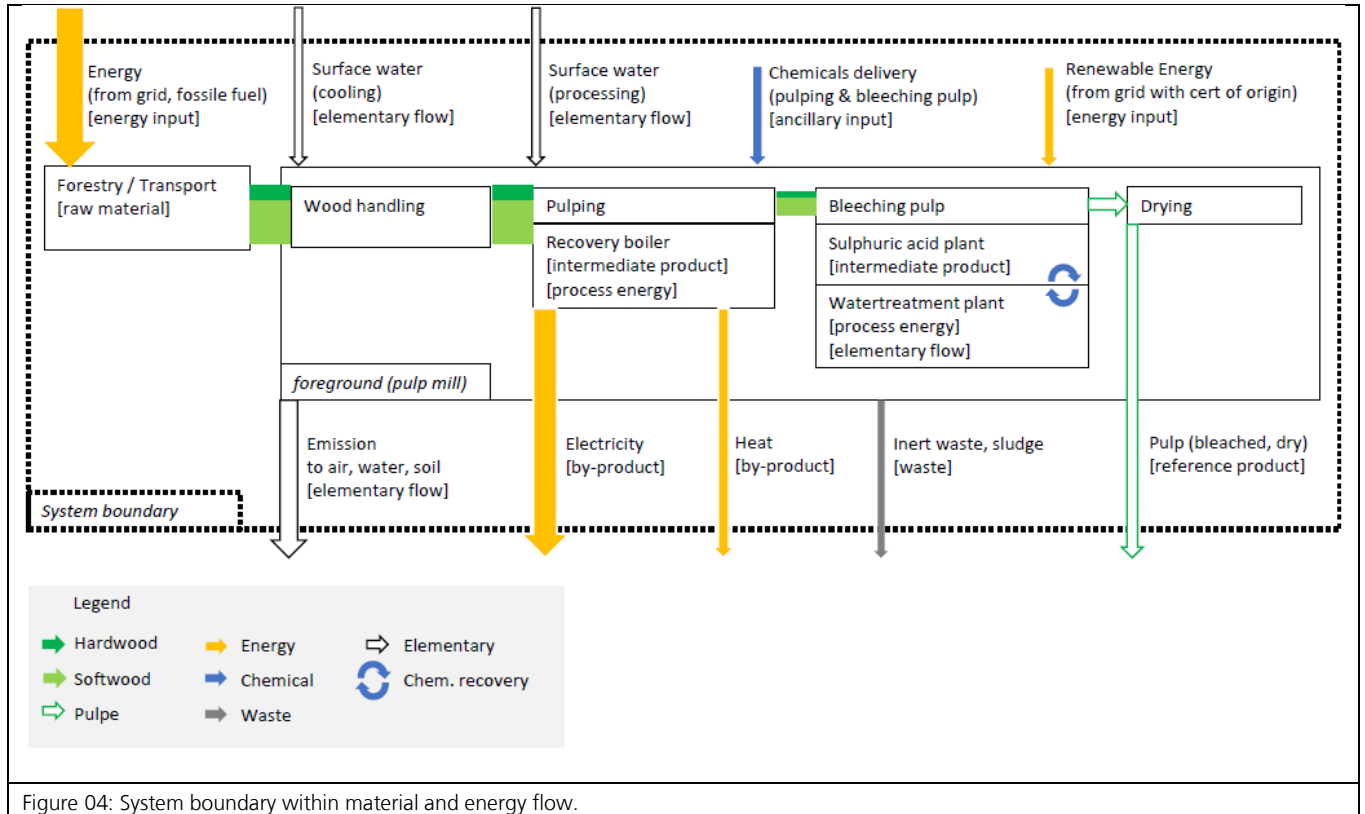 Energy
(from grid, fossile fuel)
[energy input]
Surface water
(cooling)
[elementary flow]
Surface water
(processing)
[elementary flow]
Chemicals delivery
(pulping & bleaching pulp)
[ancillary input]
Renewable Energy
(from grid with cert of origin)
[energy input]
Forestry / Transport
[raw material]
Wood handling
Pulping
Recovery boiler
[intermediate product]
[process energy]
Bleeching pulp
Sulphuric acid plant
[intermediate product]
Watertreatment plant
[process energy]
[elementary flow]
Drying
foreground (pulp mill)
Emission
to air, water, soil
[elementary flow]
Electricity
[by-product]
Heat
[by-product]
Inert waste, sludge
[waste]
Pulp (bleached, dry)
[reference product]
System boundary
Legend
Hardwood
Energy
Elementary
Softwood
Chemical
Chem. recovery
Pulpe
Waste
Figure 04: System boundary within material and energy flow.